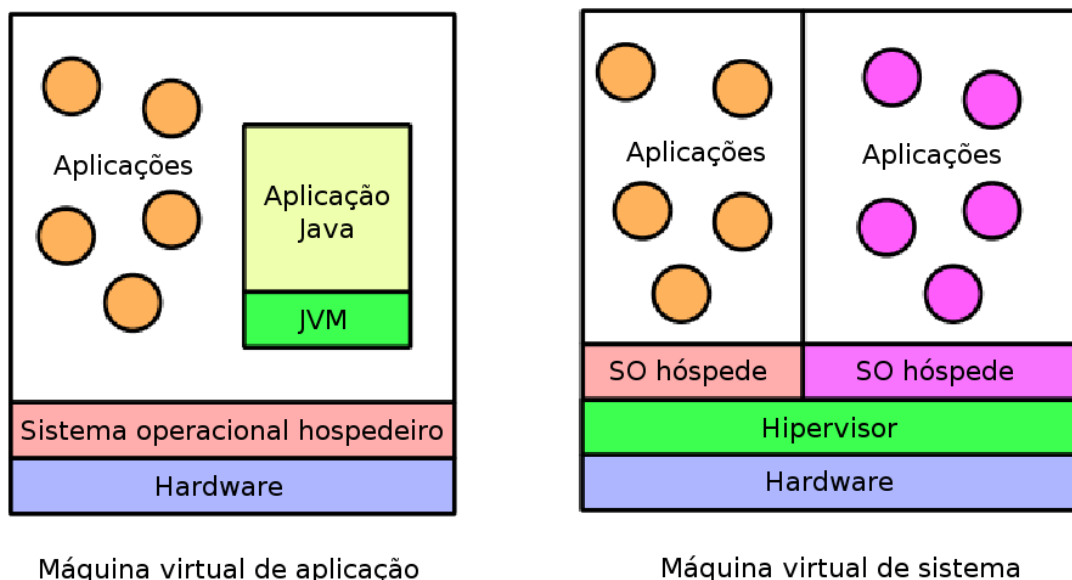 Aplicações
Aplicação
Java
JVM
Sistema operacional hospedeiro
Hardware
Máquina virtual de aplicação
Aplicações
Aplicações
SO hóspede
SO hóspede
Hipervisor
Hardware
Máquina virtual de sistema